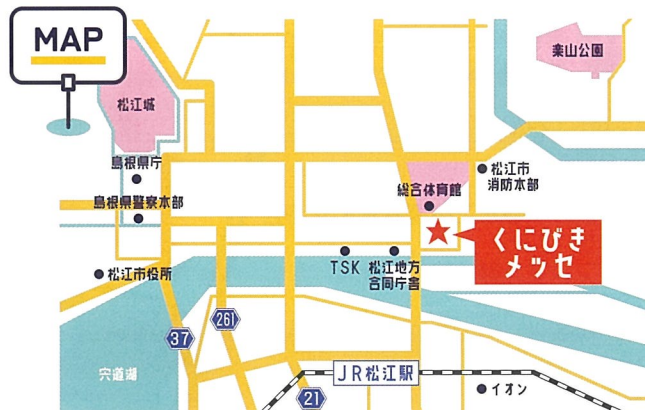 MAP
楽山公園
松江城
島根県庁
総合体育館
松江市
消防本部
島根県警察本部
くにびき
メッセ
TSK
松江地方
合同庁舎
松江市役所
261
37
宍道湖
JR松江駅
21
イオン